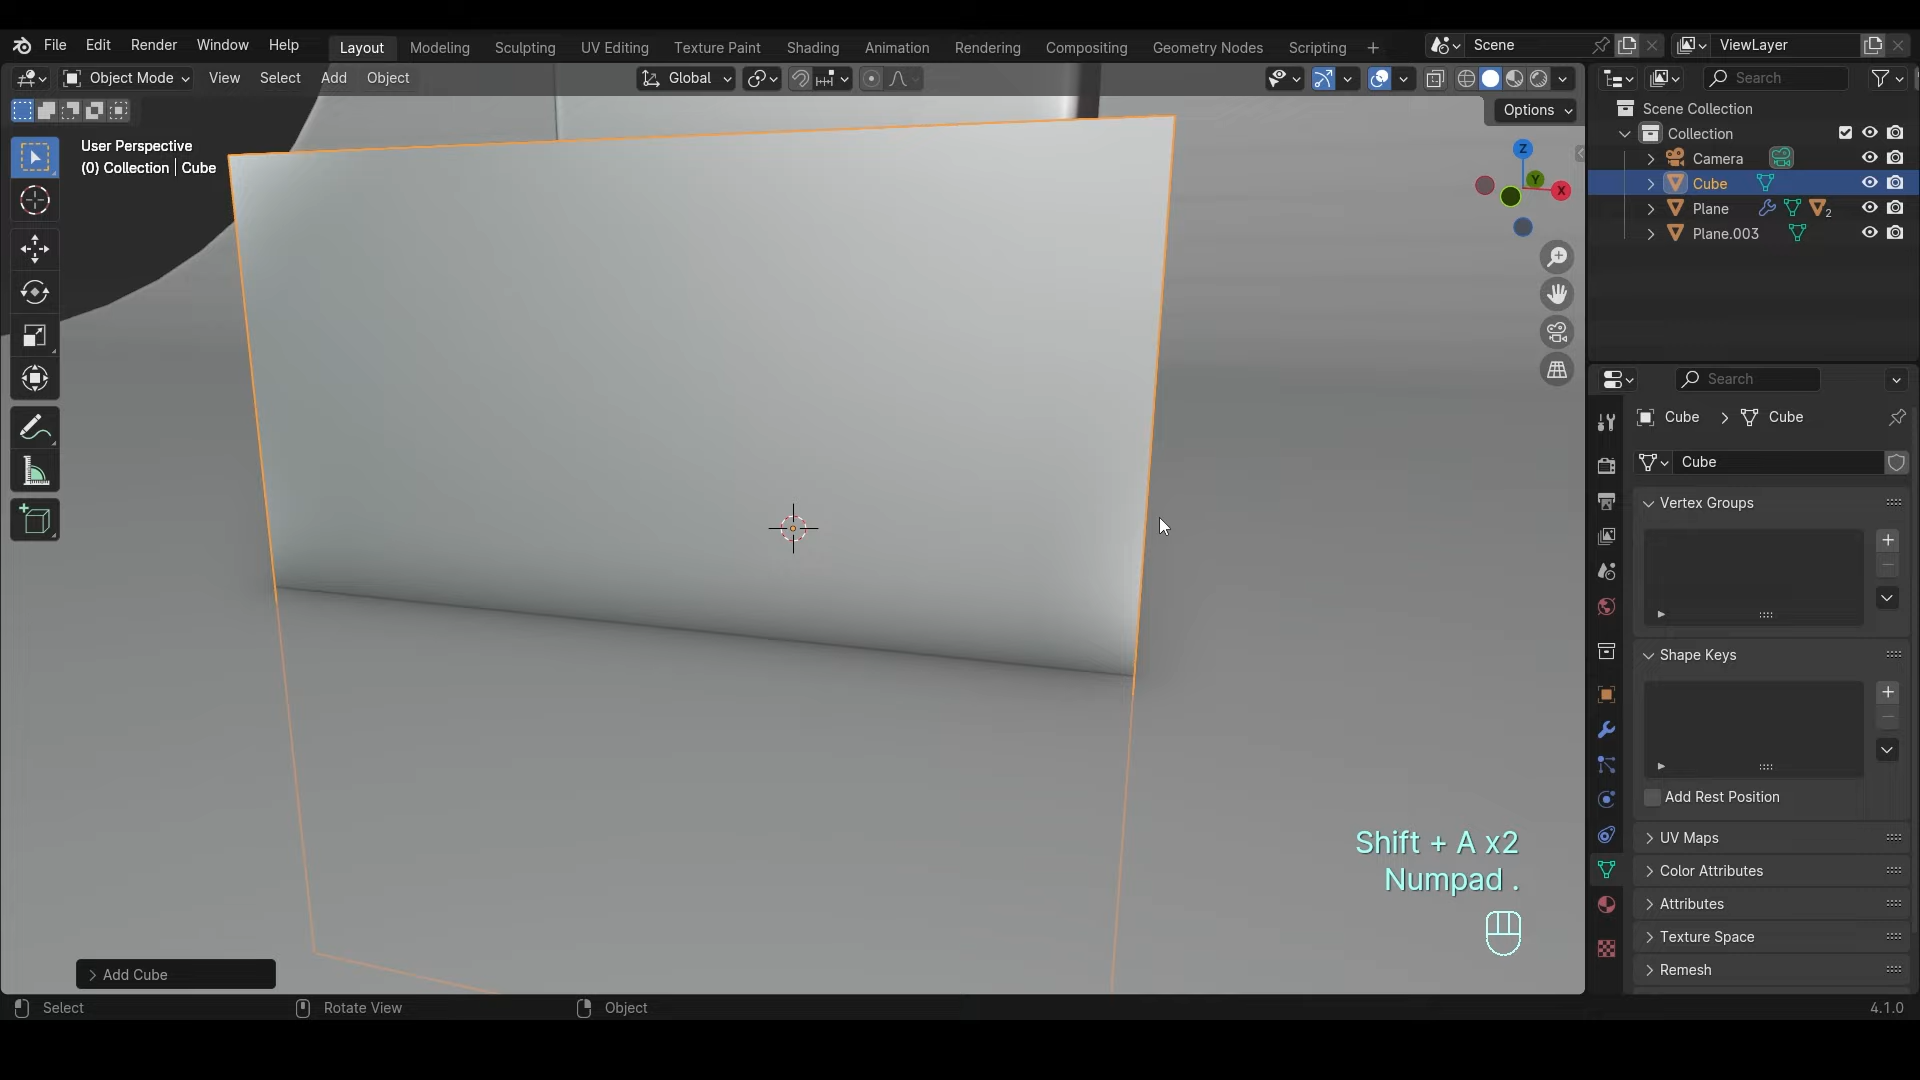 File Edit Render Window Help Layout Modeling Sculpting UV Editing Texture Paint Shading Animation Rendering Compositing Geometry Nodes Scripting + Scene ViewLayer
Object Mode View Select Add Object Global Search
Options
User Perspective
(0) Collection | Cube
Z
Y
X
Scene Collection
Collection
Camera
Cube
Plane 2
Plane.003
Search
Cube > Cube
Cube
Vertex Groups
Shape Keys
Add Rest Position
UV Maps
Color Attributes
Attributes
Texture Space
Remesh
Shift + A x2
Numpad .
Add Cube
Select Rotate View Object 4.1.0